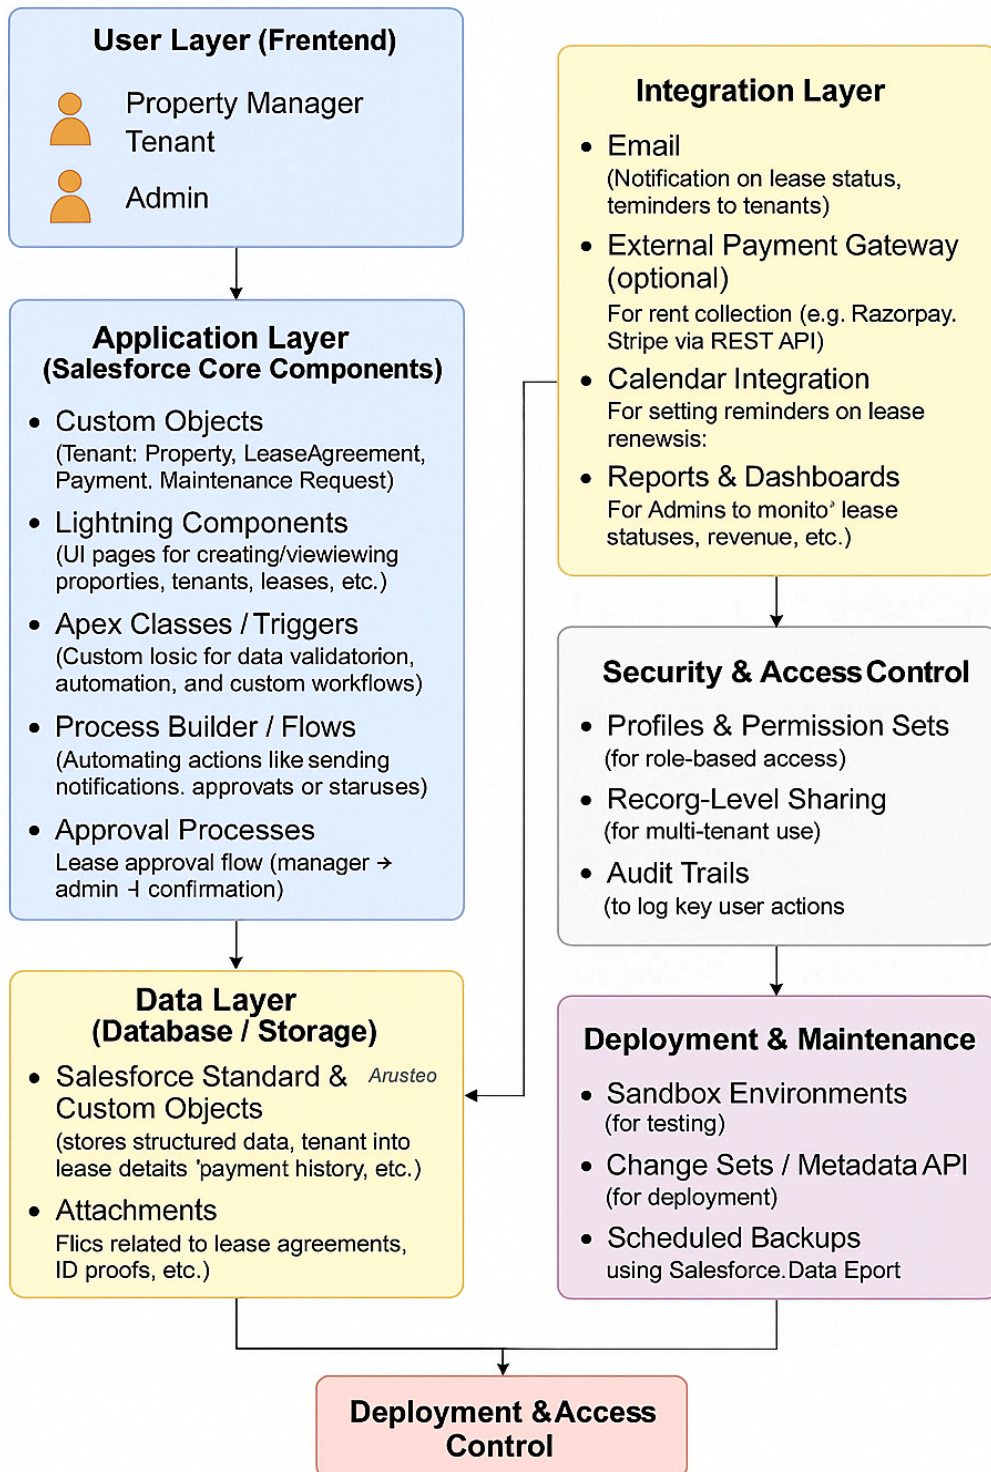 User Layer (Frentend)
Property Manager
Tenant
Admin
Application Layer
(Salesforce Core Components)
• Custom Objects
(Tenant: Property, LeaseAgreement,
Payment. Maintenance Request)
• Lightning Components
(UI pages for creating/viewiewing
proporties, tenants, leases, etc.)
• Apex Classes / Triggers
(Custom losic for data validatorion,
automation, and custom workflows)
• Process Builder / Flows
(Automating actions like sending
notifications. approvats or staruses)
• Approval Processes
Lease approval flow (manager →
admin ⊣ confirmation)
Data Layer
(Database / Storage)
• Salesforce Standard & Arusteo
Custom Objects
(stores structured data, tenant into
lease detaits 'payment history, etc.)
• Attachments
Flics related to lease agreements,
ID proofs, etc.)
Integration Layer
• Email
(Notification on lease status,
teminders to tenants)
• External Payment Gateway
(optional)
For rent collection (e.g. Razorpay.
Stripe via REST API)
• Calendar Integration
For setting reminders on lease
renewsis:
• Reports & Dashboards
For Admins to monito' lease
statuses, revenue, etc.)
Security & Access Control
• Profiles & Permission Sets
(for role-based access)
• Recorg-Level Sharing
(for multi-tenant use)
• Audit Trails
(to log key user actions
Deployment & Maintenance
• Sandbox Environments
(for testing)
• Change Sets / Metadata API
(for deployment)
• Scheduled Backups
using Salesforce.Data Eport
Deployment & Access
Control